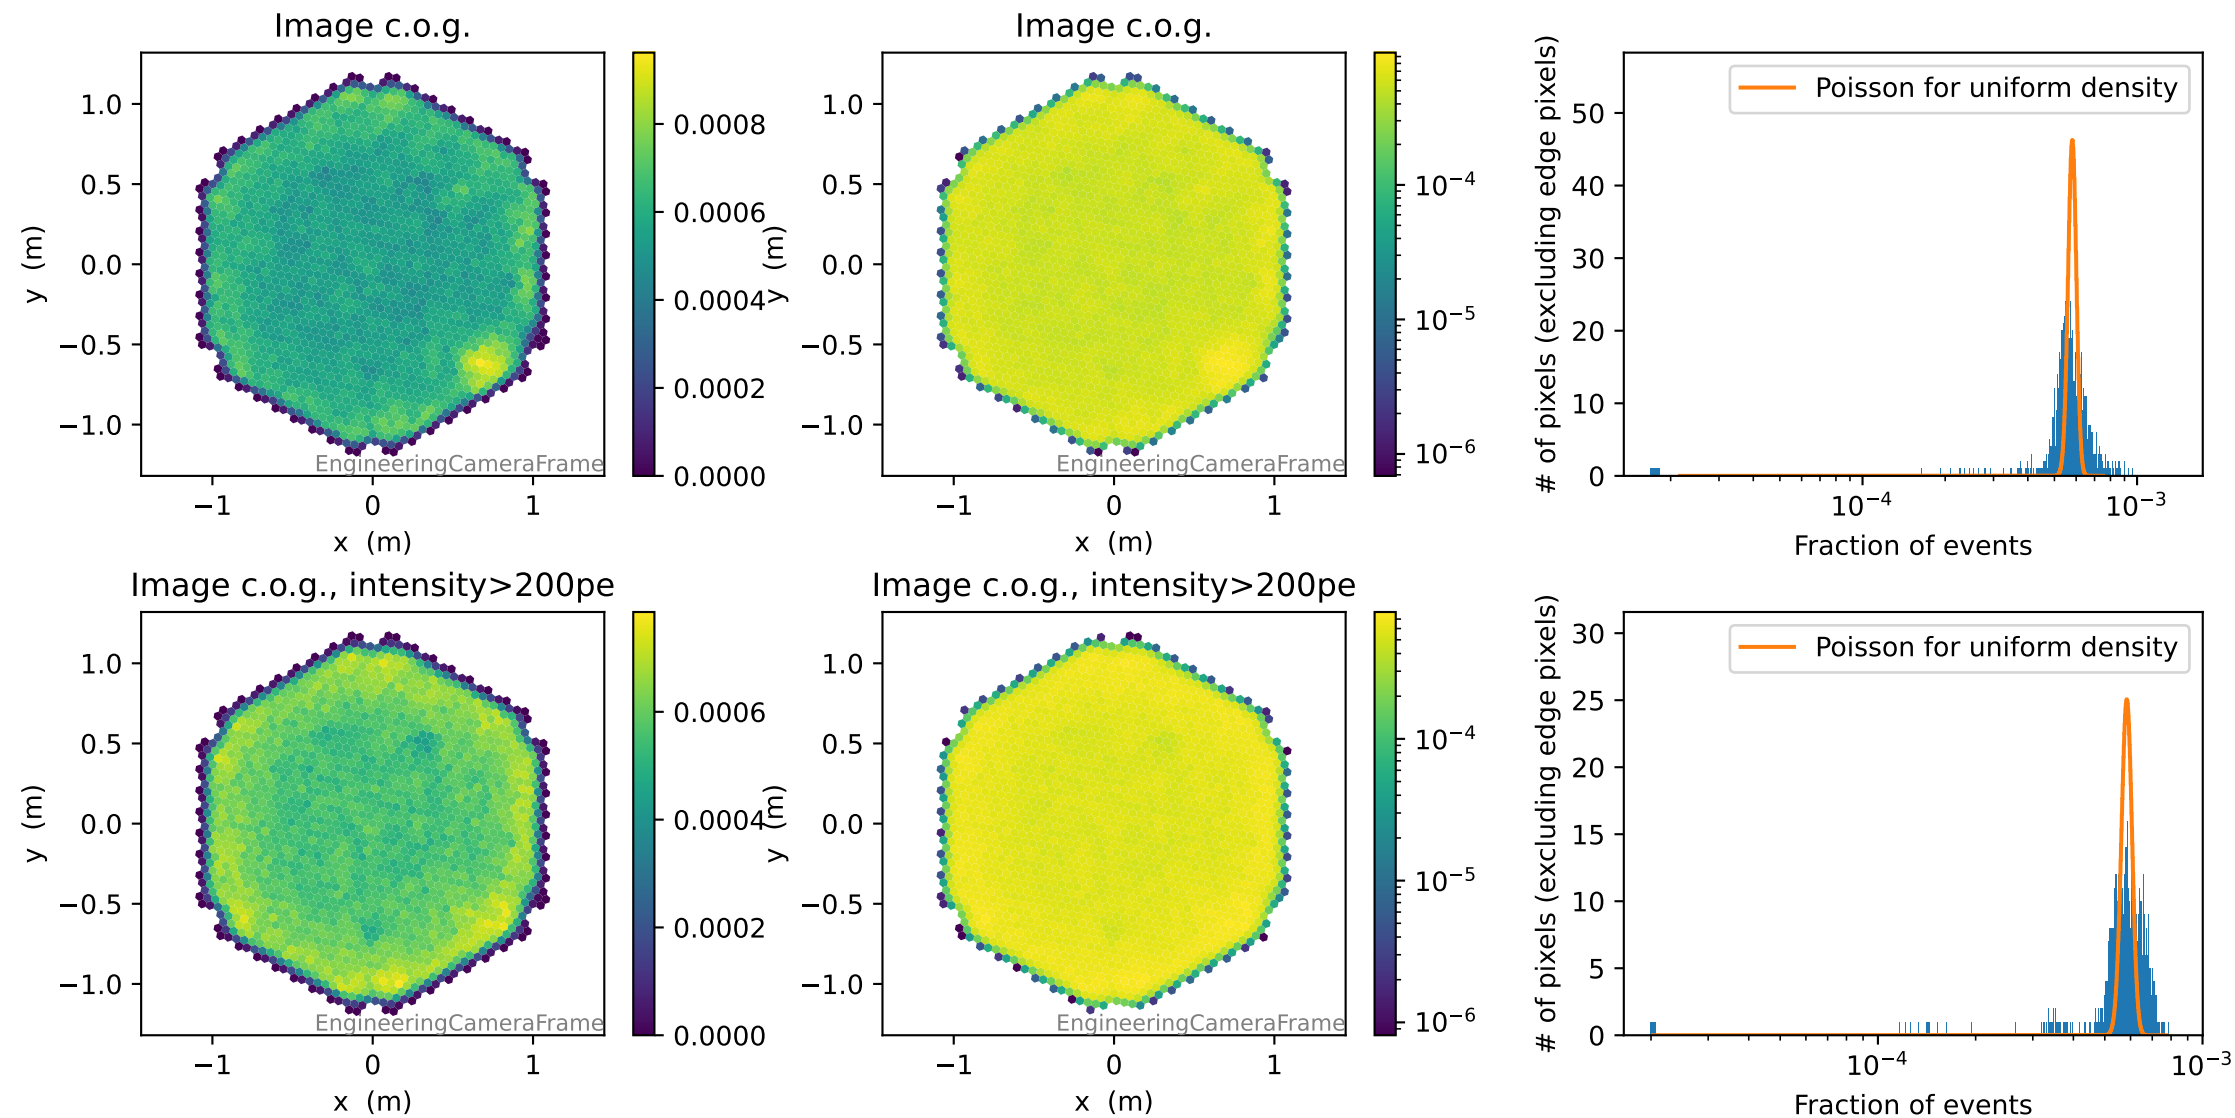 Image c.o.g.
1.0
0.5
0.0
−0.5
−1.0
y (m)
−1
0
1
x (m)
EngineeringCameraFrame
0.0008
0.0006
0.0004
0.0002
0.0000
Image c.o.g.
1.0
0.5
0.0
−0.5
−1.0
y (m)
−1
0
1
x (m)
EngineeringCameraFrame
10⁻⁴
10⁻⁵
10⁻⁶
Poisson for uniform density
50
40
30
20
10
0
# of pixels (excluding edge pixels)
10⁻⁴
10⁻³
Fraction of events
Image c.o.g., intensity>200pe
1.0
0.5
0.0
−0.5
−1.0
y (m)
−1
0
1
x (m)
EngineeringCameraFrame
0.0006
0.0004
0.0002
0.0000
Image c.o.g., intensity>200pe
1.0
0.5
0.0
−0.5
−1.0
y (m)
−1
0
1
x (m)
EngineeringCameraFrame
10⁻⁴
10⁻⁵
10⁻⁶
Poisson for uniform density
30
25
20
15
10
5
0
# of pixels (excluding edge pixels)
10⁻⁴
10⁻³
Fraction of events